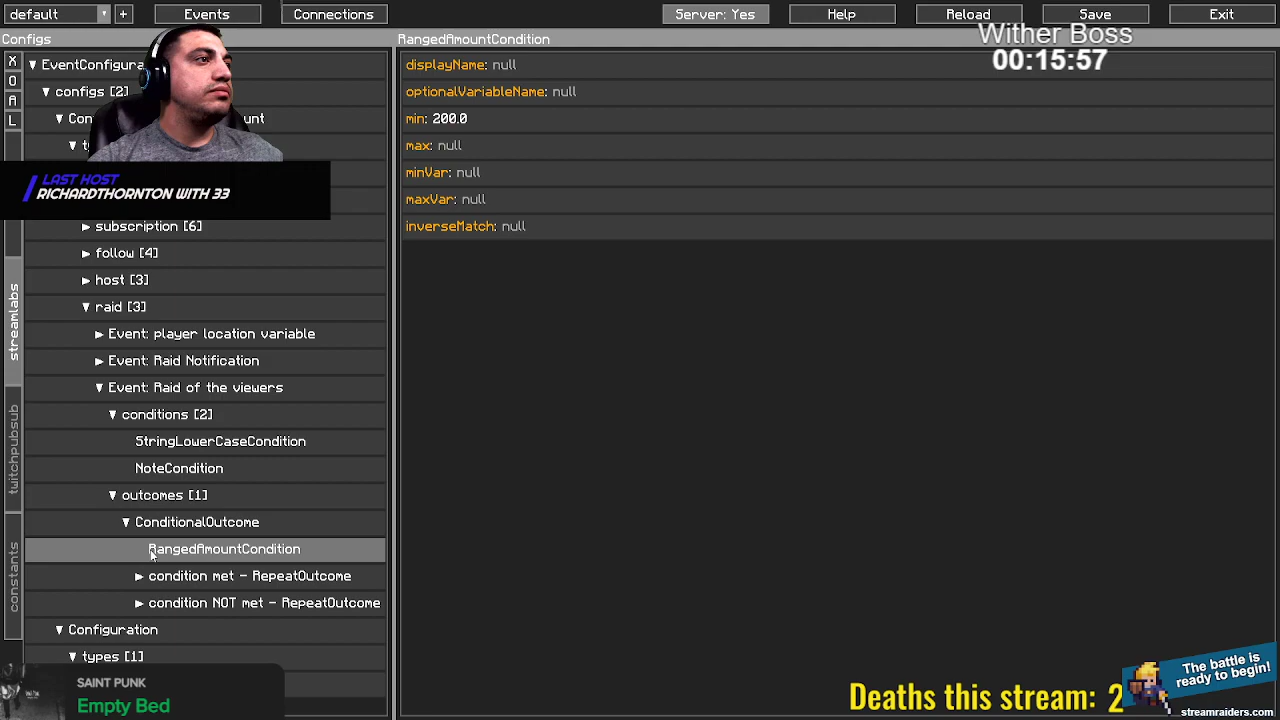 default + Events Connections Server: Yes Help Reload Save Exit
Wither Boss
00:15:57
Configs
RangedAmountCondition
X
O
A
L
streamlabs
twitchpubsub
constants
EventConfigura
configs [2]
Con
unt
LAST HOST
RICHARDTHORNTON WITH 33
subscription [6]
follow [4]
host [3]
raid [3]
Event: player location variable
Event: Raid Notification
Event: Raid of the viewers
conditions [2]
StringLowerCaseCondition
NoteCondition
outcomes [1]
ConditionalOutcome
RangedAmountCondition
condition met - RepeatOutcome
condition NOT met - RepeatOutcome
Configuration
types [1]
displayName: null
optionalVariableName: null
min: 200.0
max: null
minVar: null
maxVar: null
inverseMatch: null
SAINT PUNK
Empty Bed
Deaths this stream: 2
The battle is
ready to begin!
streamraiders.com